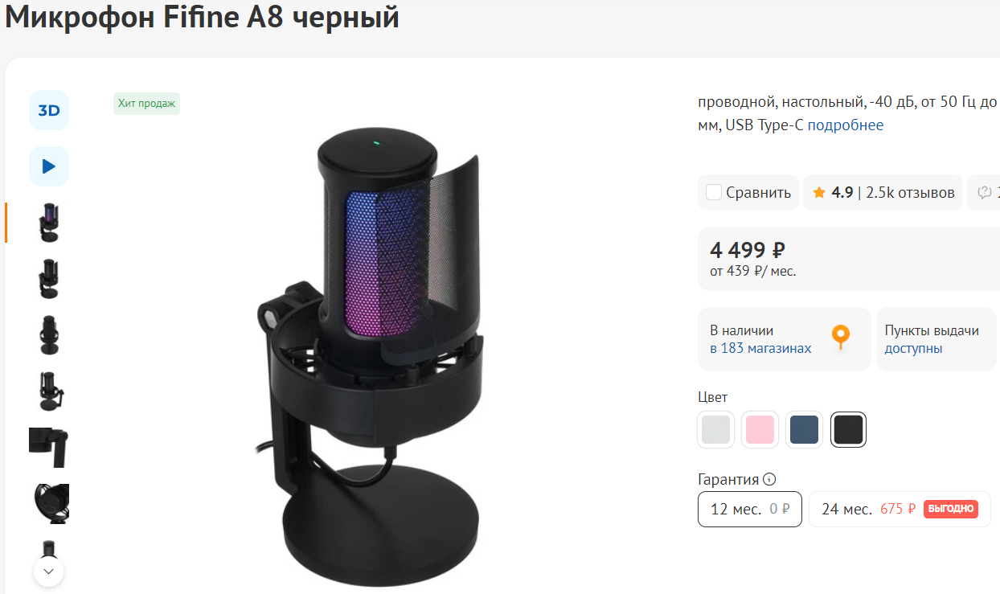 Микрофон Fifine A8 черный
3D
Хит продаж
проводной, настольный, -40 дБ, от 50 Гц до
мм, USB Type-C подробнее
Сравнить
4.9 | 2.5k отзывов
4 499 ₽
от 439 ₽/ мес.
В наличии
в 183 магазинах
Пункты выдачи
доступны
Цвет
Гарантия
12 мес. 0 ₽
24 мес. 675 ₽ ВЫГОДНО